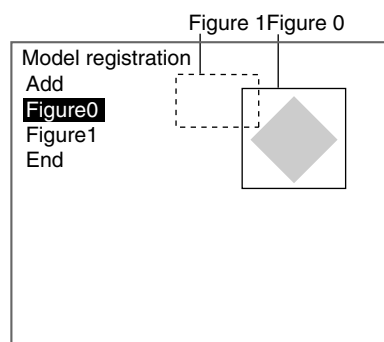 Figure 1Figure 0
Model registration
Add
Figure0
Figure1
End